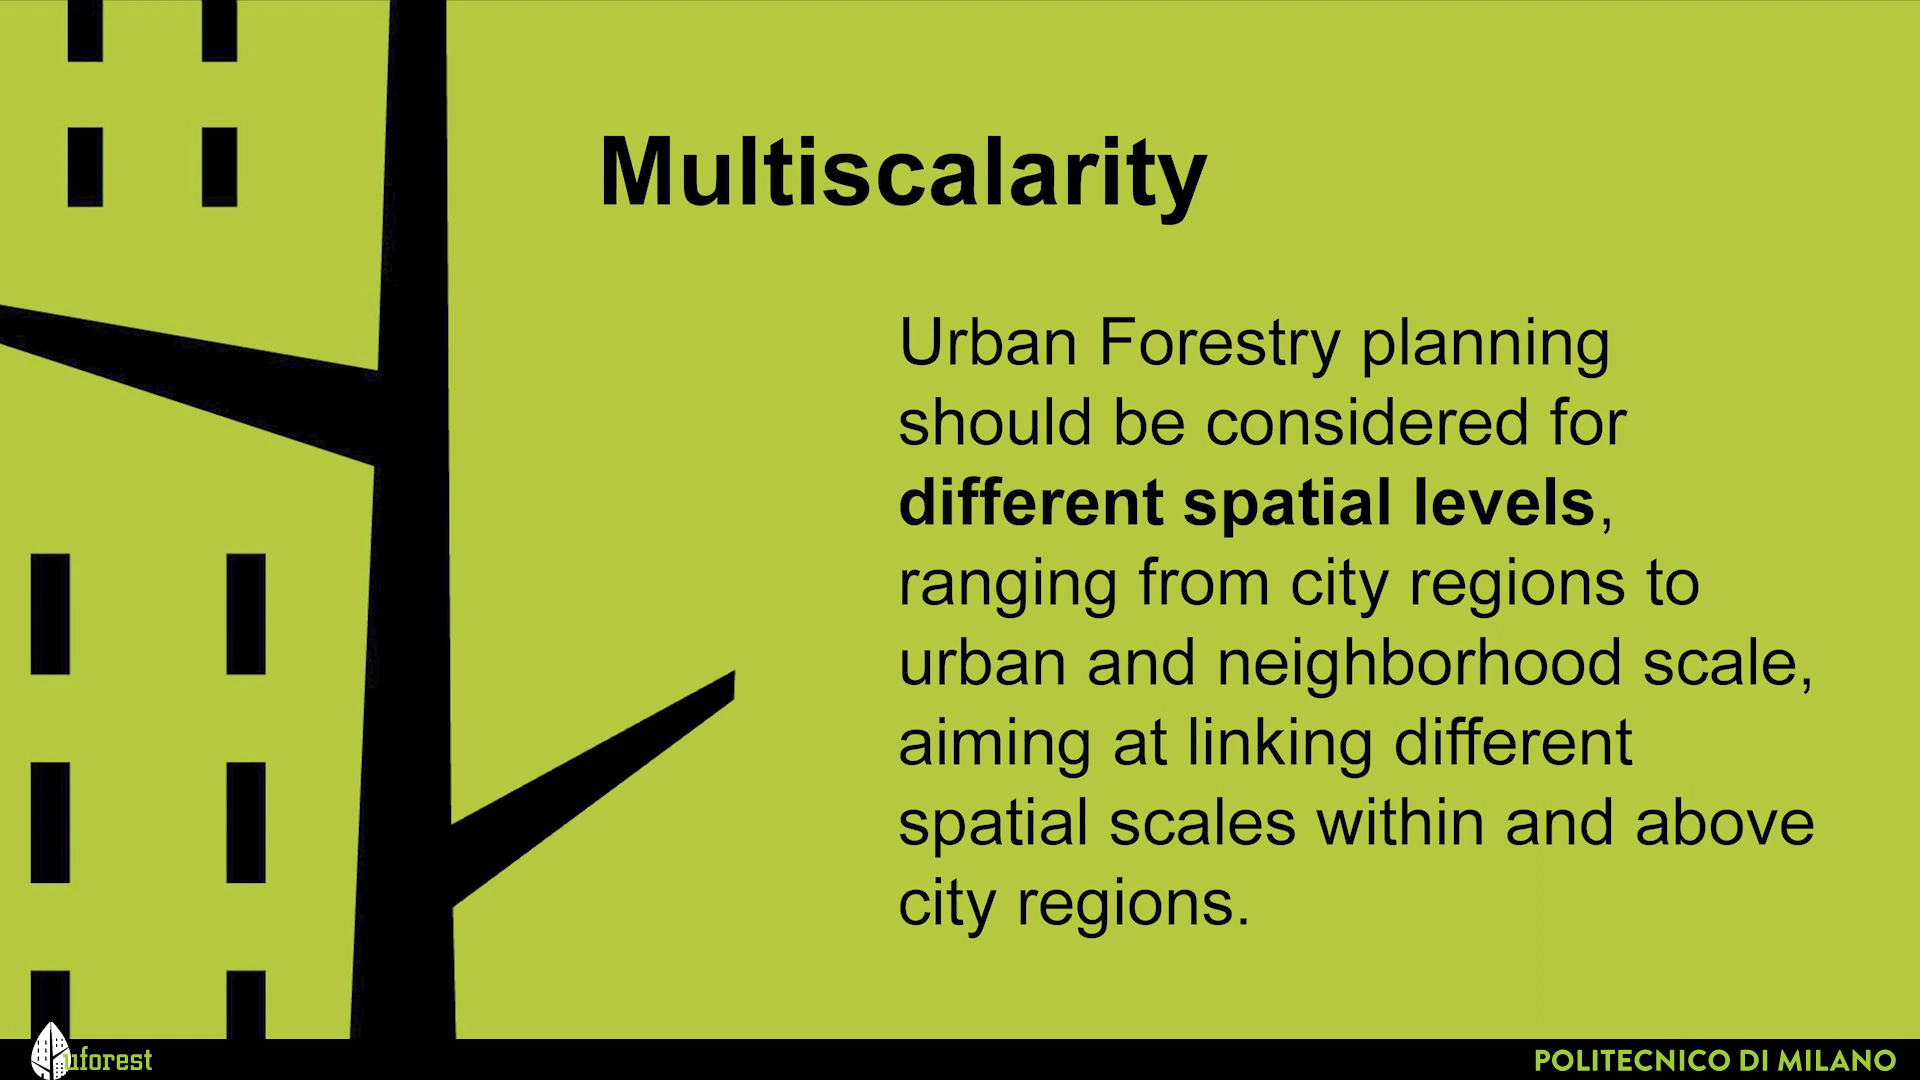 Multiscalarity
Urban Forestry planning
should be considered for
different spatial levels,
ranging from city regions to
urban and neighborhood scale,
aiming at linking different
spatial scales within and above
city regions.
uforest
POLITECNICO DI MILANO